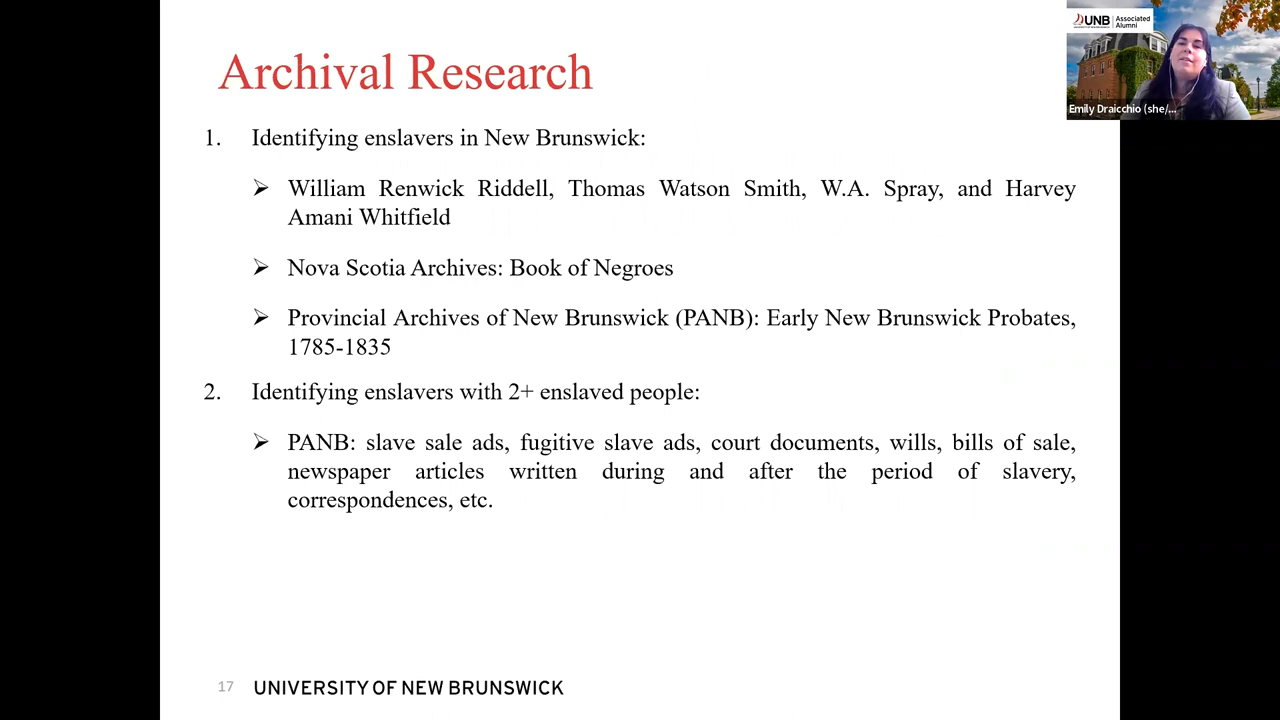 Archival Research
1. Identifying enslavers in New Brunswick:
➢ William Renwick Riddell, Thomas Watson Smith, W.A. Spray, and Harvey
Amani Whitfield
➢ Nova Scotia Archives: Book of Negroes
➢ Provincial Archives of New Brunswick (PANB): Early New Brunswick Probates,
1785-1835
2. Identifying enslavers with 2+ enslaved people:
➢ PANB: slave sale ads, fugitive slave ads, court documents, wills, bills of sale,
newspaper articles written during and after the period of slavery,
correspondences, etc.
17 UNIVERSITY OF NEW BRUNSWICK
UNB Associated
Alumni
Emily Draicchio (she/...